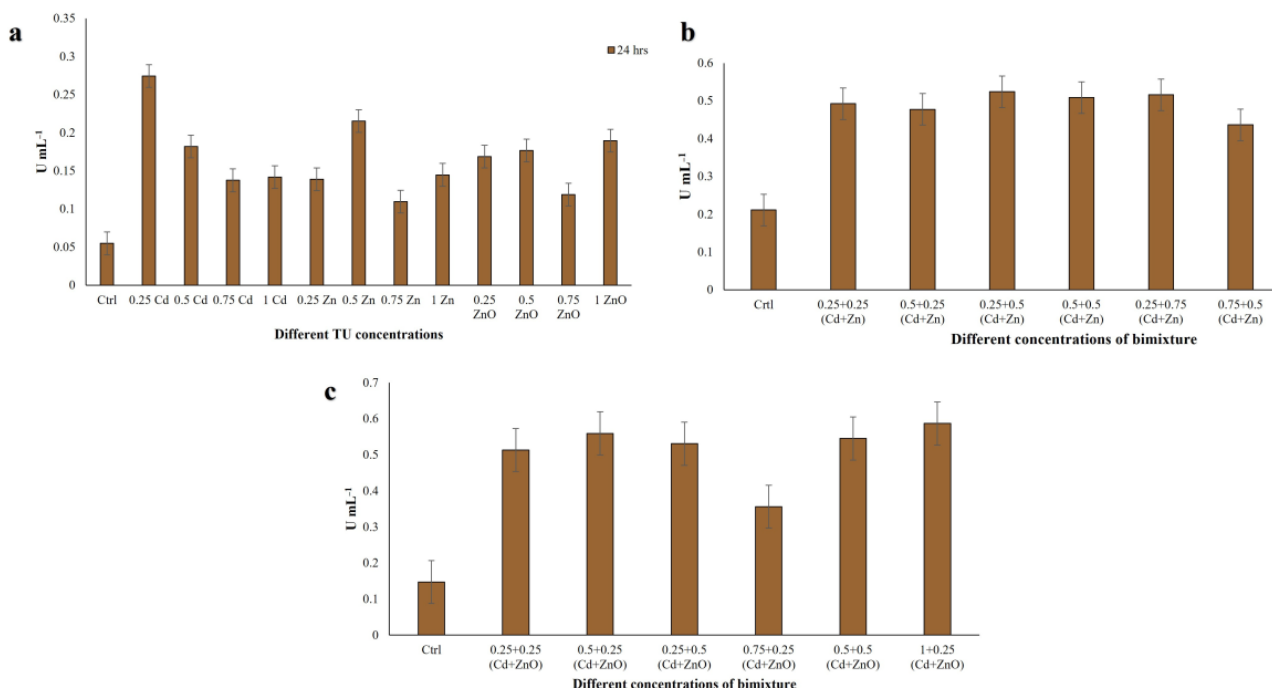 a
0.35
0.3
0.25
0.2
0.15
0.1
0.05
0
U mL⁻¹
24 hrs
Ctrl 0.25 Cd 0.5 Cd 0.75 Cd 1 Cd 0.25 Zn 0.5 Zn 0.75 Zn 1 Zn 0.25 0.5 0.75 1 ZnO
ZnO ZnO ZnO
Different TU concentrations
b
0.6
0.5
0.4
0.3
0.2
0.1
0
U mL⁻¹
Crtl 0.25+0.25 0.5+0.25 0.25+0.5 0.5+0.5 0.25+0.75 0.75+0.5
(Cd+Zn) (Cd+Zn) (Cd+Zn) (Cd+Zn) (Cd+Zn) (Cd+Zn)
Different concentrations of bimixture
c
0.7
0.6
0.5
0.4
0.3
0.2
0.1
0
U mL⁻¹
Ctrl 0.25+0.25 0.5+0.25 0.25+0.5 0.75+0.25 0.5+0.5 1+0.25
(Cd+ZnO) (Cd+ZnO) (Cd+ZnO) (Cd+ZnO) (Cd+ZnO) (Cd+ZnO)
Different concentrations of bimixture